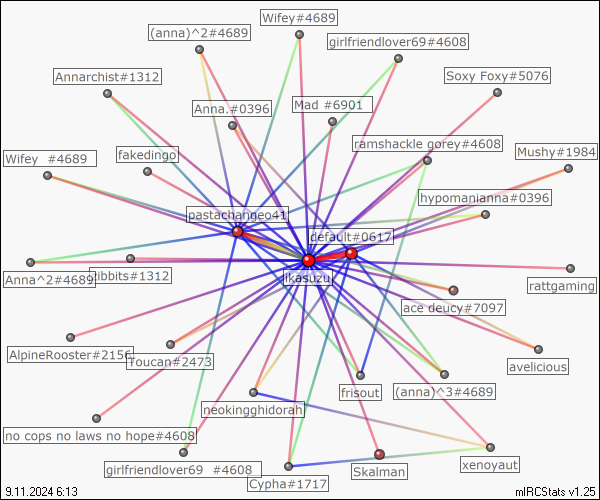 Wifey#4689
(anna)^2#4689
girlfriendlover69#4608
Annarchist#1312
Soxy Foxy#5076
Anna.#0396
Mad #6901
ramshackle gorey#4608
Wifey #4689
fakedingo
Mushy#1984
hypomanianna#0396
pastachangeo41
default#0617
Anna^2#4689
gibbits#1312
ikasuzu
rattgaming
ace deucy#7097
AlpineRooster#2156
Toucan#2473
avelicious
frisout
(anna)^3#4689
neokingghidorah
no cops no laws no hope#4608
girlfriendlover69 #4608
Skalman
xenoyaut
Cypha#1717
9.11.2024 6:13
mIRCStats v1.25